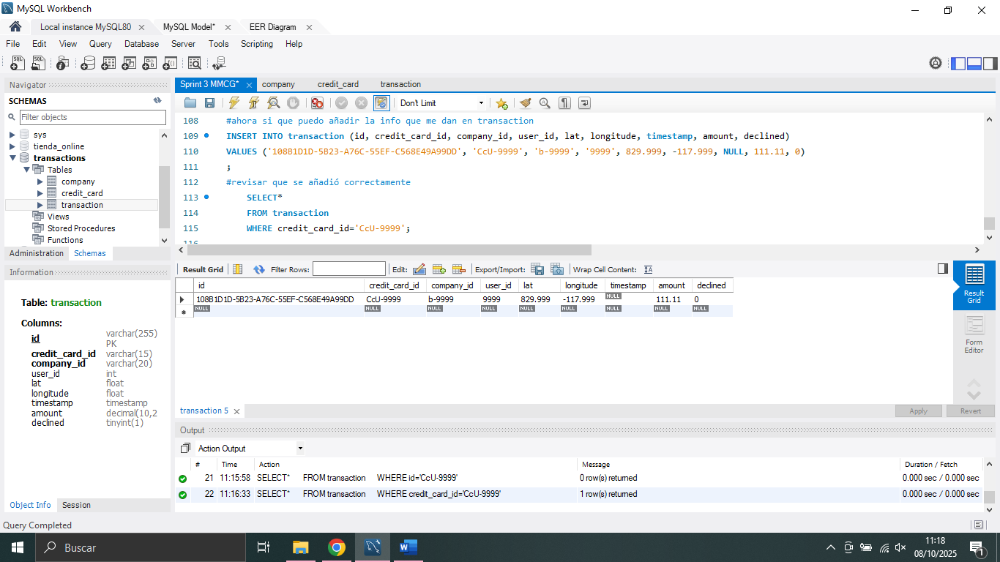 MySQL Workbench
Local instance MySQL80 MySQL Model* EER Diagram
File Edit View Query Database Server Tools Scripting Help
Navigator
SCHEMAS
Filter objects
sys
tienda_online
transactions
Tables
company
credit_card
transaction
Views
Stored Procedures
Functions
Administration Schemas
Information
Table: transaction
Columns:
id varchar(255) PK
credit_card_id varchar(15)
company_id varchar(20)
user_id int
lat float
longitude float
timestamp timestamp
amount decimal(10,2
declined tinyint(1)
Object Info Session
Sprint 3 MMCG* company credit_card transaction
Don't Limit
108 #ahora si que puedo añadir la info que me dan en transaction
109 INSERT INTO transaction (id, credit_card_id, company_id, user_id, lat, longitude, timestamp, amount, declined)
110 VALUES ('108B1D1D-5B23-A76C-55EF-C568E49A99DD', 'CcU-9999', 'b-9999', '9999', 829.999, -117.999, NULL, 111.11, 0)
111 ;
112 #revisar que se añadió correctamente
113 SELECT*
114 FROM transaction
115 WHERE credit_card_id='CcU-9999';
116
Result Grid Filter Rows: Edit: Export/Import: Wrap Cell Content:
id credit_card_id company_id user_id lat longitude timestamp amount declined
108B1D1D-5B23-A76C-55EF-C568E49A99DD CcU-9999 b-9999 9999 829.999 -117.999 NULL 111.11 0
NULL NULL NULL NULL NULL NULL NULL NULL NULL
Result Grid
Form Editor
transaction 5 Apply Revert
Output
Action Output
# Time Action Message Duration / Fetch
21 11:15:58 SELECT* FROM transaction WHERE id='CcU-9999' 0 row(s) returned 0.000 sec / 0.000 sec
22 11:16:33 SELECT* FROM transaction WHERE credit_card_id='CcU-9999' 1 row(s) returned 0.000 sec / 0.000 sec
Query Completed
Buscar
11:18
08/10/2025
1